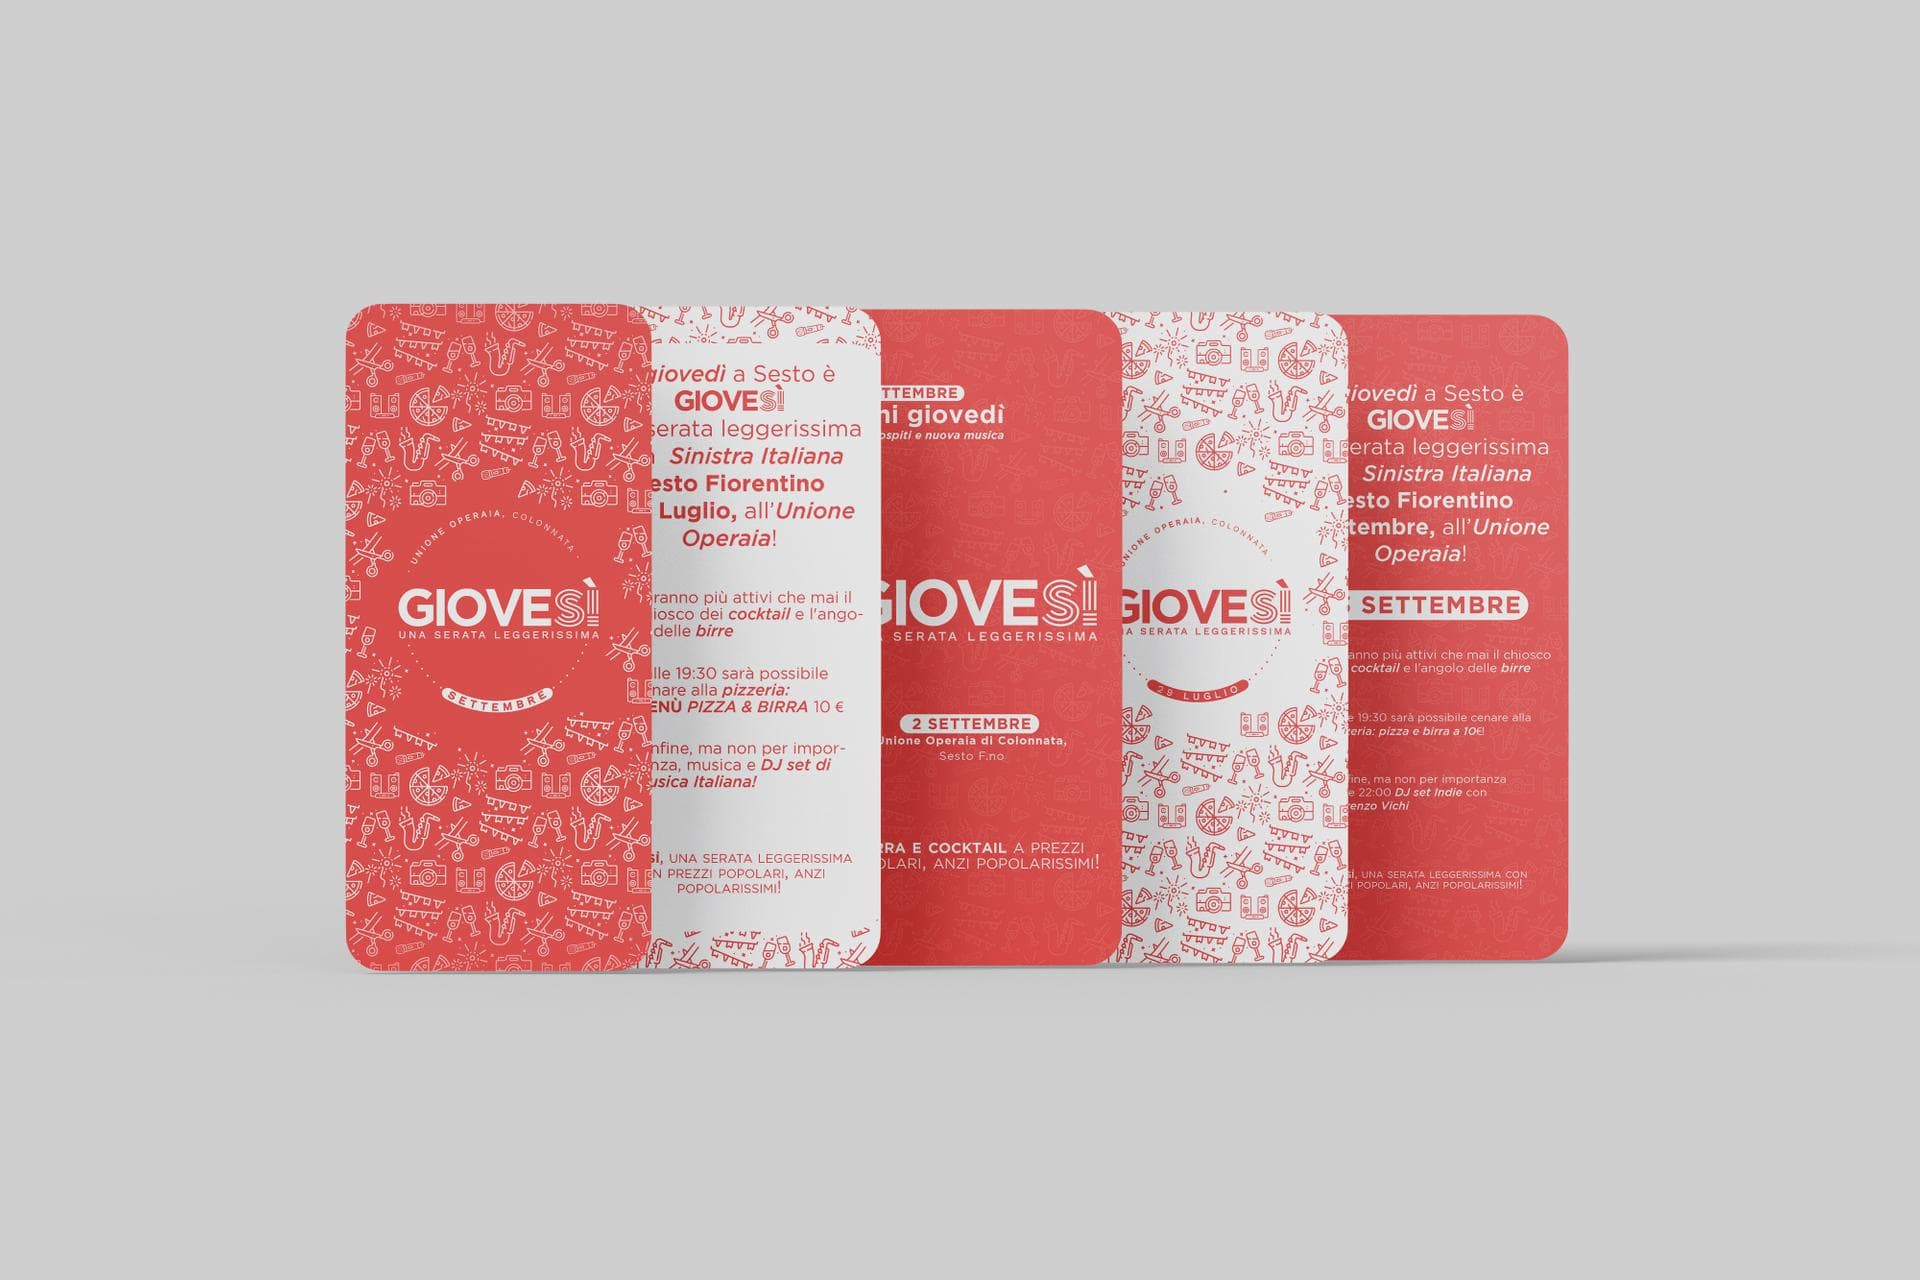 UNIONE OPERAIA, COLONNATA
GIOVESÌ
UNA SERATA LEGGERISSIMA
SETTEMBRE
giovedì a Sesto è
GIOVESÌ
serata leggerissima
Sinistra Italiana
esto Fiorentino
Luglio, all'Unione
Operaia!
ranno più attivi che mai il
iosco dei cocktail e l'ango-
delle birre
lle 19:30 sarà possibile
nare alla pizzeria:
ENÙ PIZZA & BIRRA 10 €
nfine, ma non per impor-
nza, musica e DJ set di
usica Italiana!
sì, UNA SERATA LEGGERISSIMA
N PREZZI POPOLARI, ANZI
POPOLARISSIMI!
TTEMBRE
ni giovedì
ospiti e nuova musica
GIOVESÌ
SERATA LEGGERISSIMA
2 SETTEMBRE
Unione Operaia di Colonnata,
Sesto F.no
RRA E COCKTAIL A PREZZI
OLARI, ANZI POPOLARISSIMI!
UNIONE OPERAIA, COLONNATA
GIOVESÌ
NA SERATA LEGGERISSIMA
29 LUGLIO
giovedì a Sesto è
GIOVESÌ
erata leggerissima
Sinistra Italiana
esto Fiorentino
ttembre, all'Unione
Operaia!
SETTEMBRE
anno più attivi che mai il chiosco
cocktail e l'angolo delle birre
e 19:30 sarà possibile cenare alla
zeria: pizza e birra a 10€!
fine, ma non per importanza
e 22:00 DJ set Indie con
renzo Vichi
sì, UNA SERATA LEGGERISSIMA CON
I POPOLARI, ANZI POPOLARISSIMI!